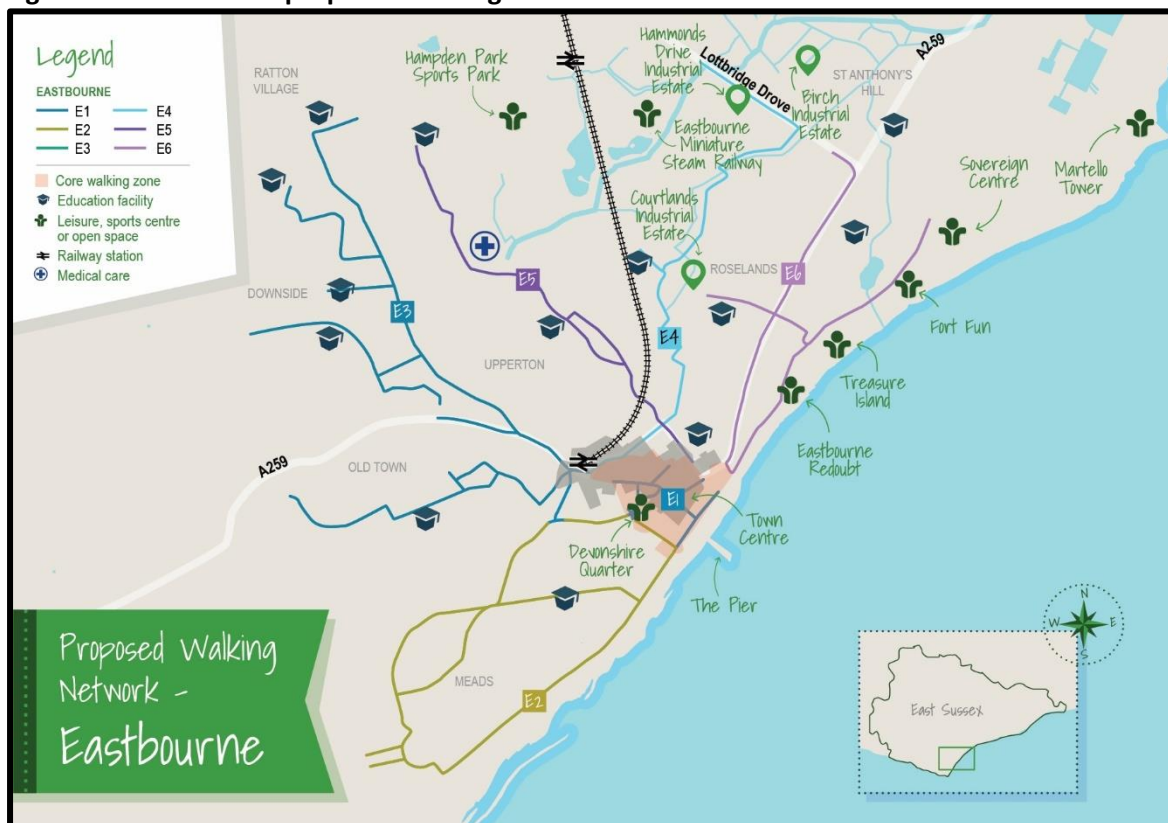 Legend
EASTBOURNE
E1
E4
E2
E5
E3
E6
Core walking zone
Education facility
Leisure, sports centre
or open space
Railway station
Medical care
RATTON
VILLAGE
Hampden Park
Sports Park
Hammonds
Drive
Industrial
Estate
Lottbridge Drove
A259
ST ANTHONY'S
HILL
Birch
Industrial
Estate
Eastbourne
Miniature
Steam Railway
Sovereign
Centre
Martello
Tower
Courtlands
Industrial
Estate
ROSELANDS
E6
E5
DOWNSIDE
E3
E4
Fort Fun
UPPERTON
Treasure
Island
Eastbourne
Redoubt
A259
OLD TOWN
E1
Town
Centre
Devonshire
Quarter
The Pier
MEADS
E2
Proposed Walking
Network -
Eastbourne
N
W
E
S
East Sussex